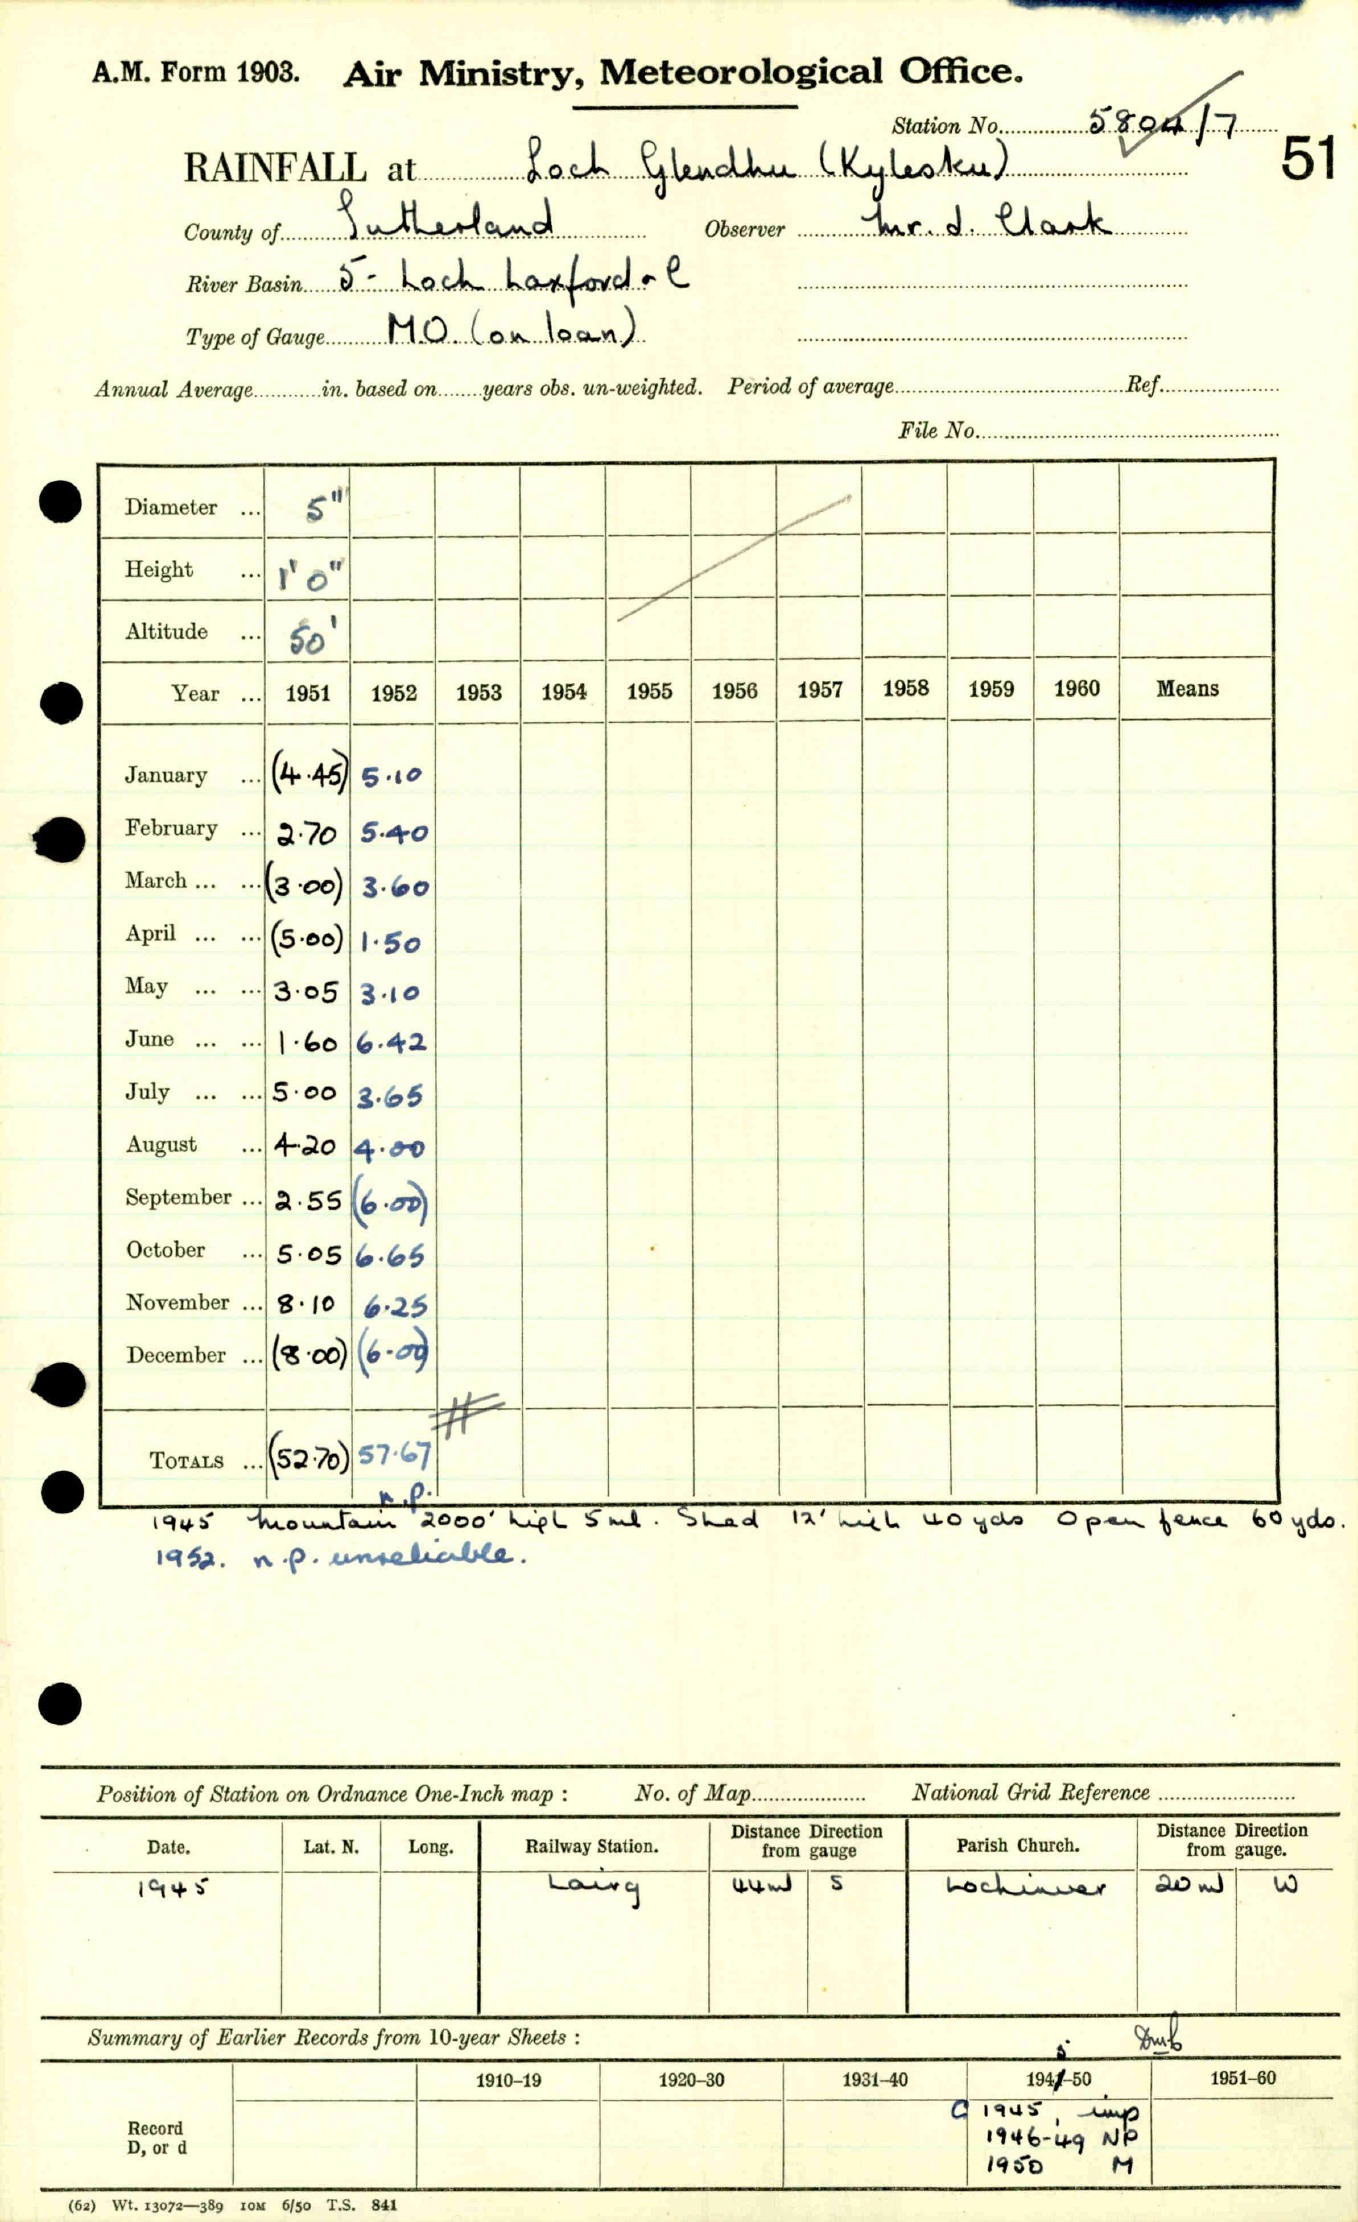 A.M. Form 1903. Air Ministry, Meteorological Office.
Station No. 5804/7
51
RAINFALL at Loch Glendhu (Kylesku)
County of Sutherland Observer Mr. J. Clark
River Basin 5 - Loch Laxford - C
Type of Gauge M.O. (on loan)
Annual Average............in. based on........years obs. un-weighted. Period of average........................Ref.....................
File No.
Diameter ... 5"
Height ... 1' 0"
Altitude ... 50'
Year ... 1951 1952 1953 1954 1955 1956 1957 1958 1959 1960 Means
January ... (4.45) 5.10
February ... 2.70 5.40
March ... ... (3.00) 3.60
April ... ... (5.00) 1.50
May ... ... 3.05 3.10
June ... ... 1.60 6.42
July ... ... 5.00 3.65
August ... 4.20 4.00
September ... 2.55 (6.00)
October ... 5.05 6.65
November ... 8.10 6.25
December ... (8.00) (6.00)
TOTALS ... (52.70) 57.67
n.p.
1945 Mountain 2000' high 5 ml. Shed 12' high 40 yds Open fence 60 yds.
1952. n.p. unreliable.
Position of Station on Ordnance One-Inch map : No. of Map.................... National Grid Reference ........................
Date. Lat. N. Long. Railway Station. Distance from Direction gauge Parish Church. Distance from Direction gauge.
1945 Lairg 44 ml S Lochinver 20 ml W
Summary of Earlier Records from 10-year Sheets :
1910–19 1920–30 1931–40 1941–50 1951–60
5
Record D, or d
C 1945, imp
1946-49 NP
1950 M
(62) Wt. 13072—389 10M 6/50 T.S. 841